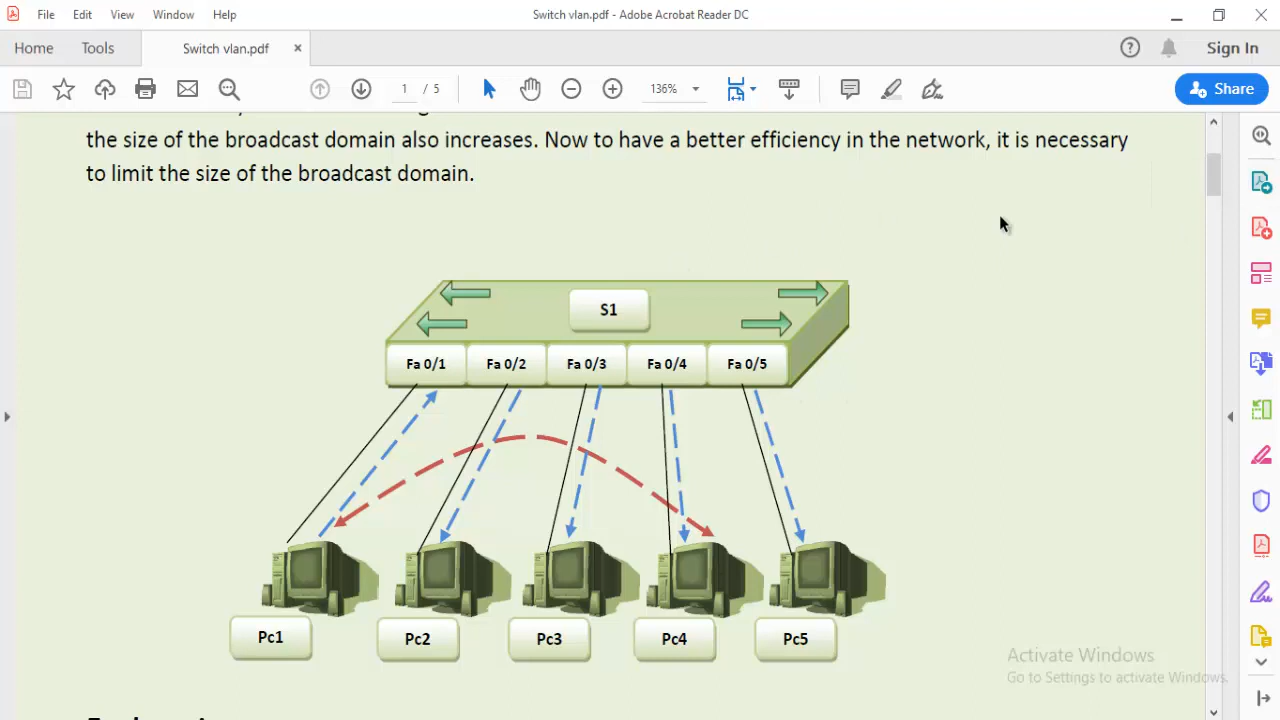 File Edit View Window Help
Switch vlan.pdf - Adobe Acrobat Reader DC
Home Tools Switch vlan.pdf × Sign In
1 / 5 136% Share
the size of the broadcast domain also increases. Now to have a better efficiency in the network, it is necessary
to limit the size of the broadcast domain.
S1
Fa 0/1 Fa 0/2 Fa 0/3 Fa 0/4 Fa 0/5
Pc1 Pc2 Pc3 Pc4 Pc5
Activate Windows
Go to Settings to activate Windows.